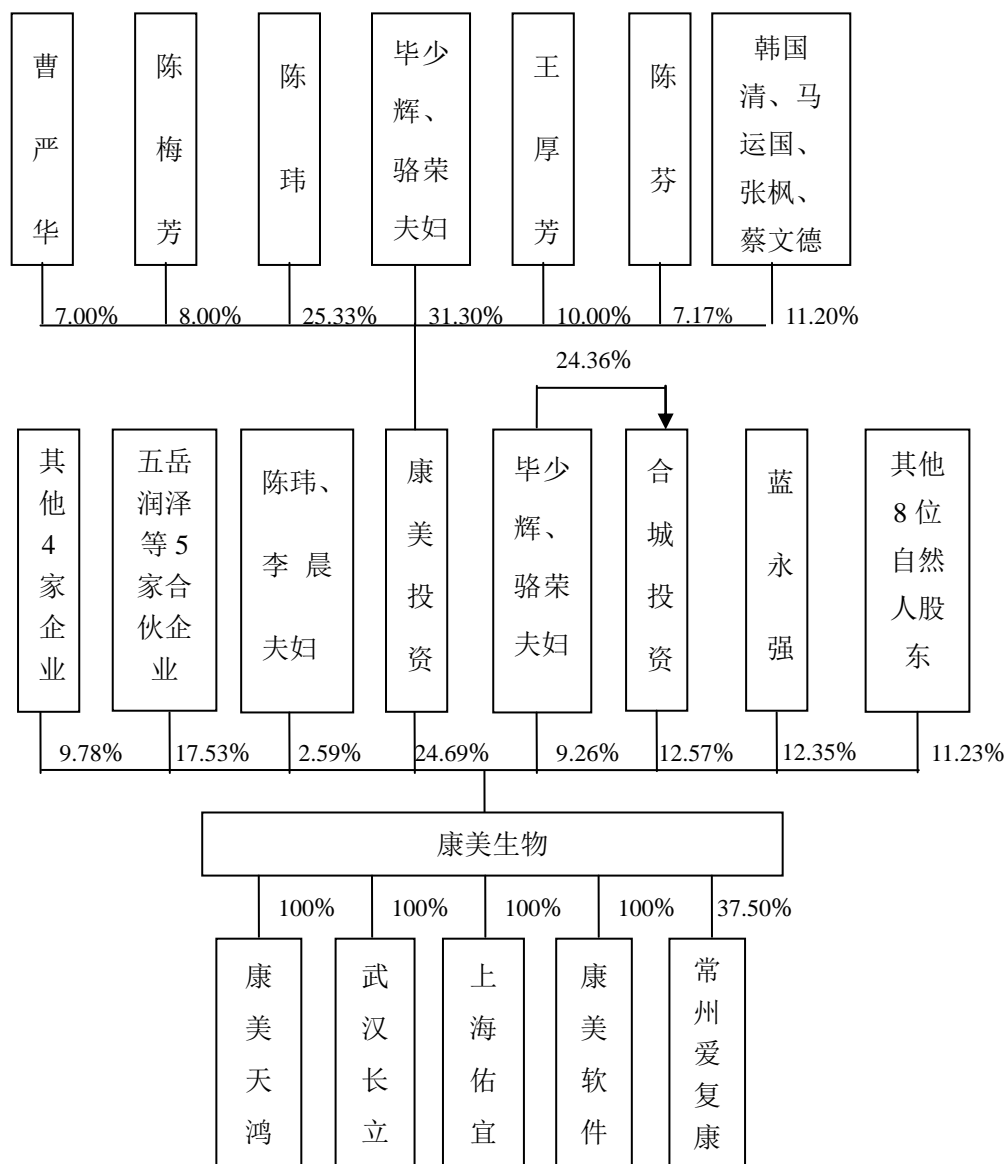 曹严华
陈梅芳
陈玮
毕少
辉、
骆荣
夫妇
王厚芳
陈芬
韩国
清、马
运国、
张枫、
蔡文德
7.00%
8.00%
25.33%
31.30%
10.00%
7.17%
11.20%
24.36%
其他4家企业
五岳
润泽
等 5
家合
伙企
业
陈玮、
李 晨
夫妇
康美投资
毕少
辉、
骆荣
夫妇
合城投资
蓝永强
其他
8 位
自然
人股
东
9.78%
17.53%
2.59%
24.69%
9.26%
12.57%
12.35%
11.23%
康美生物
100%
100%
100%
100%
37.50%
康美天鸿
武汉长立
上海佑宜
康美软件
常州爱复康